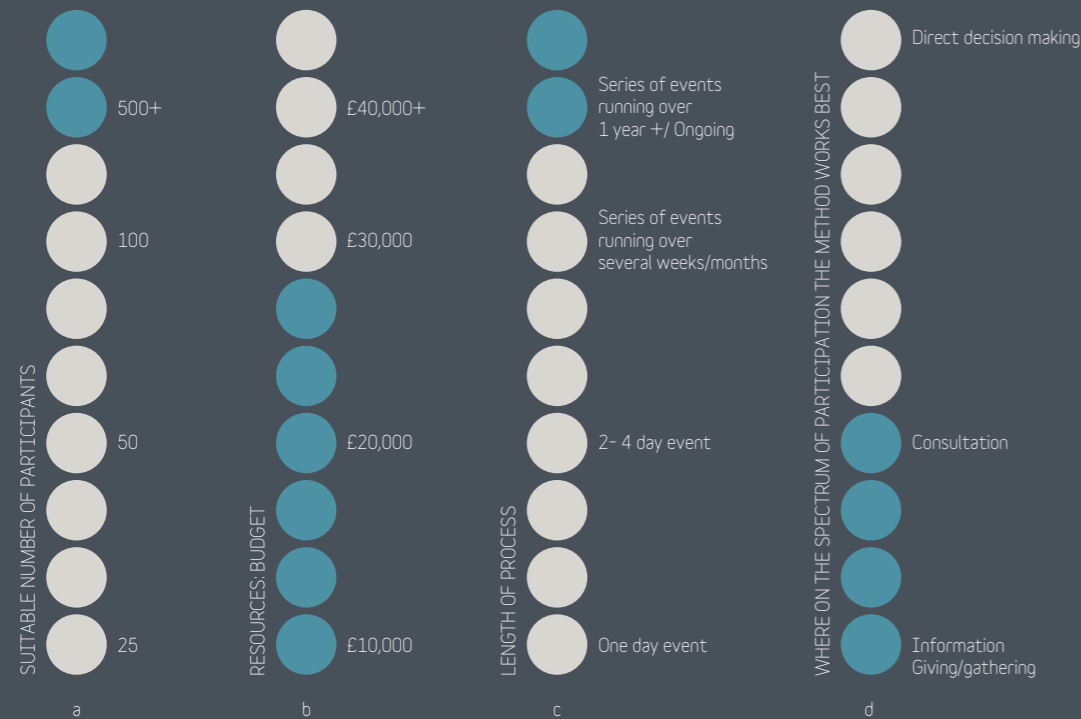 SUITABLE NUMBER OF PARTICIPANTS
500+
100
50
25
a
RESOURCES: BUDGET
£40,000+
£30,000
£20,000
£10,000
b
LENGTH OF PROCESS
Series of events
running over
1 year +/ Ongoing
Series of events
running over
several weeks/months
2- 4 day event
One day event
c
WHERE ON THE SPECTRUM OF PARTICIPATION THE METHOD WORKS BEST
Direct decision making
Consultation
Information
Giving/gathering
d